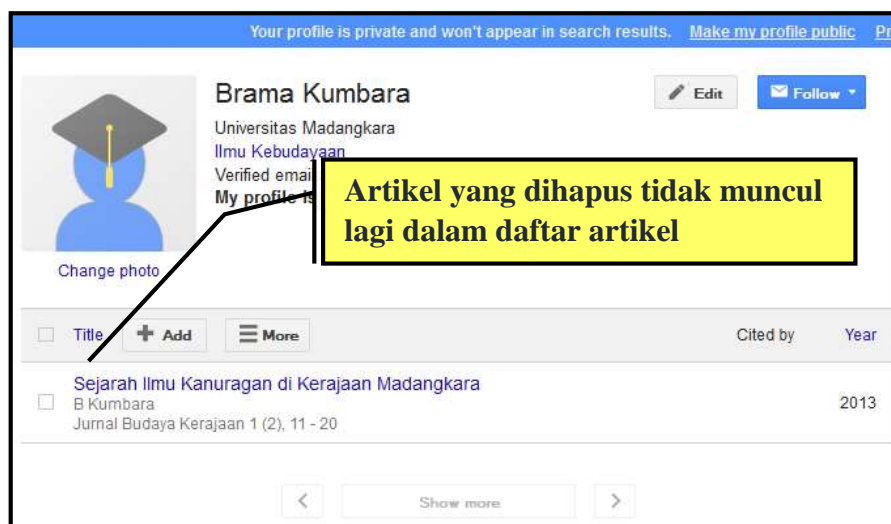 Your profile is private and won't appear in search results. Make my profile public
Brama Kumbara
Edit Follow
Universitas Madangkara
Ilmu Kebudayaan
Verified
My profile
Artikel yang dihapus tidak muncul
lagi dalam daftar artikel
Change photo
Title Add More Cited by Year
Sejarah Ilmu Kanuragan di Kerajaan Madangkara
B Kumbara 2013
Jurnal Budaya Kerajaan 1 (2), 11 - 20
Show more